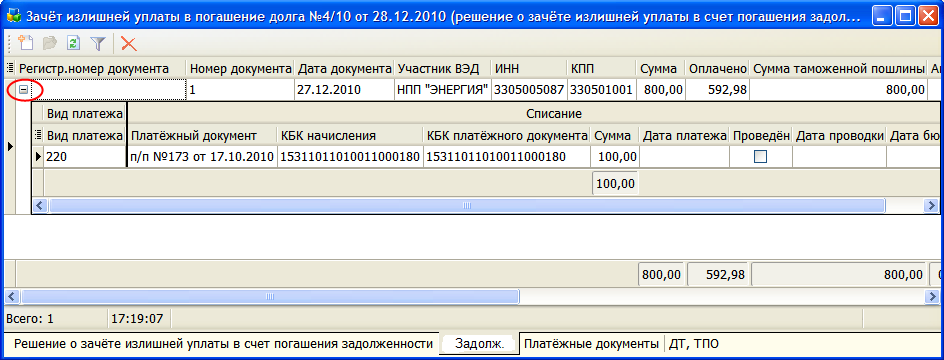 Зачёт излишней уплаты в погашение долга №4/10 от 28.12.2010 (решение о зачёте излишней уплаты в счет погашения задол...
Регистр.номер документа Номер документа Дата документа Участник ВЭД ИНН КПП Сумма Оплачено Сумма таможенной пошлины
1 27.12.2010 НПП "ЭНЕРГИЯ" 3305005087 330501001 800,00 592,98 800,00
Вид платежа Списание
Вид платежа Платёжный документ КБК начисления КБК платёжного документа Сумма Дата платежа Проведён Дата проводки Дата бю
220 п/п №173 от 17.10.2010 15311011010011000180 15311011010011000180 100,00
100,00
800,00 592,98 800,00
Всего: 1 17:19:07
Решение о зачёте излишней уплаты в счет погашения задолженности Задолж. Платёжные документы ДТ, ТПО